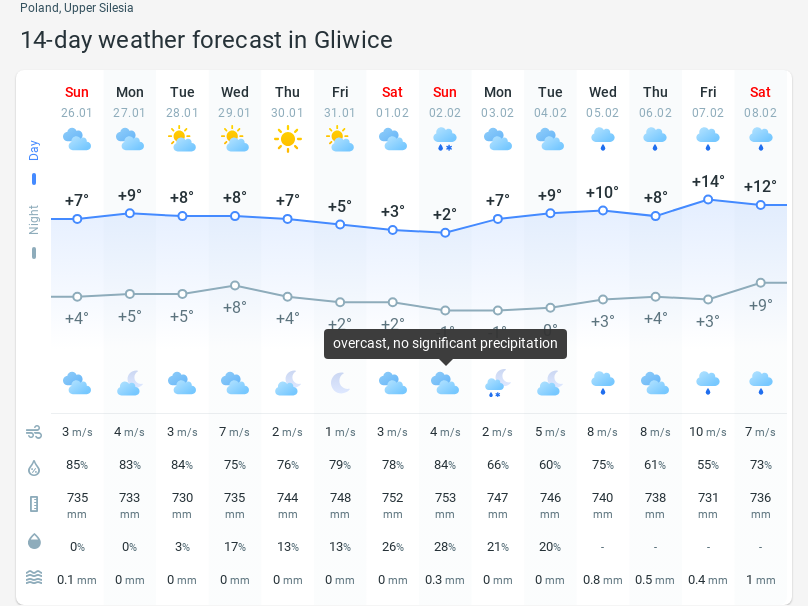 Poland, Upper Silesia
14-day weather forecast in Gliwice
Sun Mon Tue Wed Thu Fri Sat Sun Mon Tue Wed Thu Fri Sat
26.01 27.01 28.01 29.01 30.01 31.01 01.02 02.02 03.02 04.02 05.02 06.02 07.02 08.02
Day
+7° +9° +8° +8° +7° +5° +3° +2° +7° +9° +10° +8° +14° +12°
Night
+4° +5° +5° +8° +4° +2° +2° 0° +3° +4° +3° +9°
overcast, no significant precipitation
3 m/s 4 m/s 3 m/s 7 m/s 2 m/s 1 m/s 3 m/s 4 m/s 2 m/s 5 m/s 8 m/s 8 m/s 10 m/s 7 m/s
85% 83% 84% 75% 76% 79% 78% 84% 66% 60% 75% 61% 55% 73%
735 733 730 735 744 748 752 753 747 746 740 738 731 736
mm mm mm mm mm mm mm mm mm mm mm mm mm mm
0% 0% 3% 17% 13% 13% 26% 28% 21% 20% - - - -
0.1 mm 0 mm 0 mm 0 mm 0 mm 0 mm 0 mm 0.3 mm 0 mm 0 mm 0.8 mm 0.5 mm 0.4 mm 1 mm